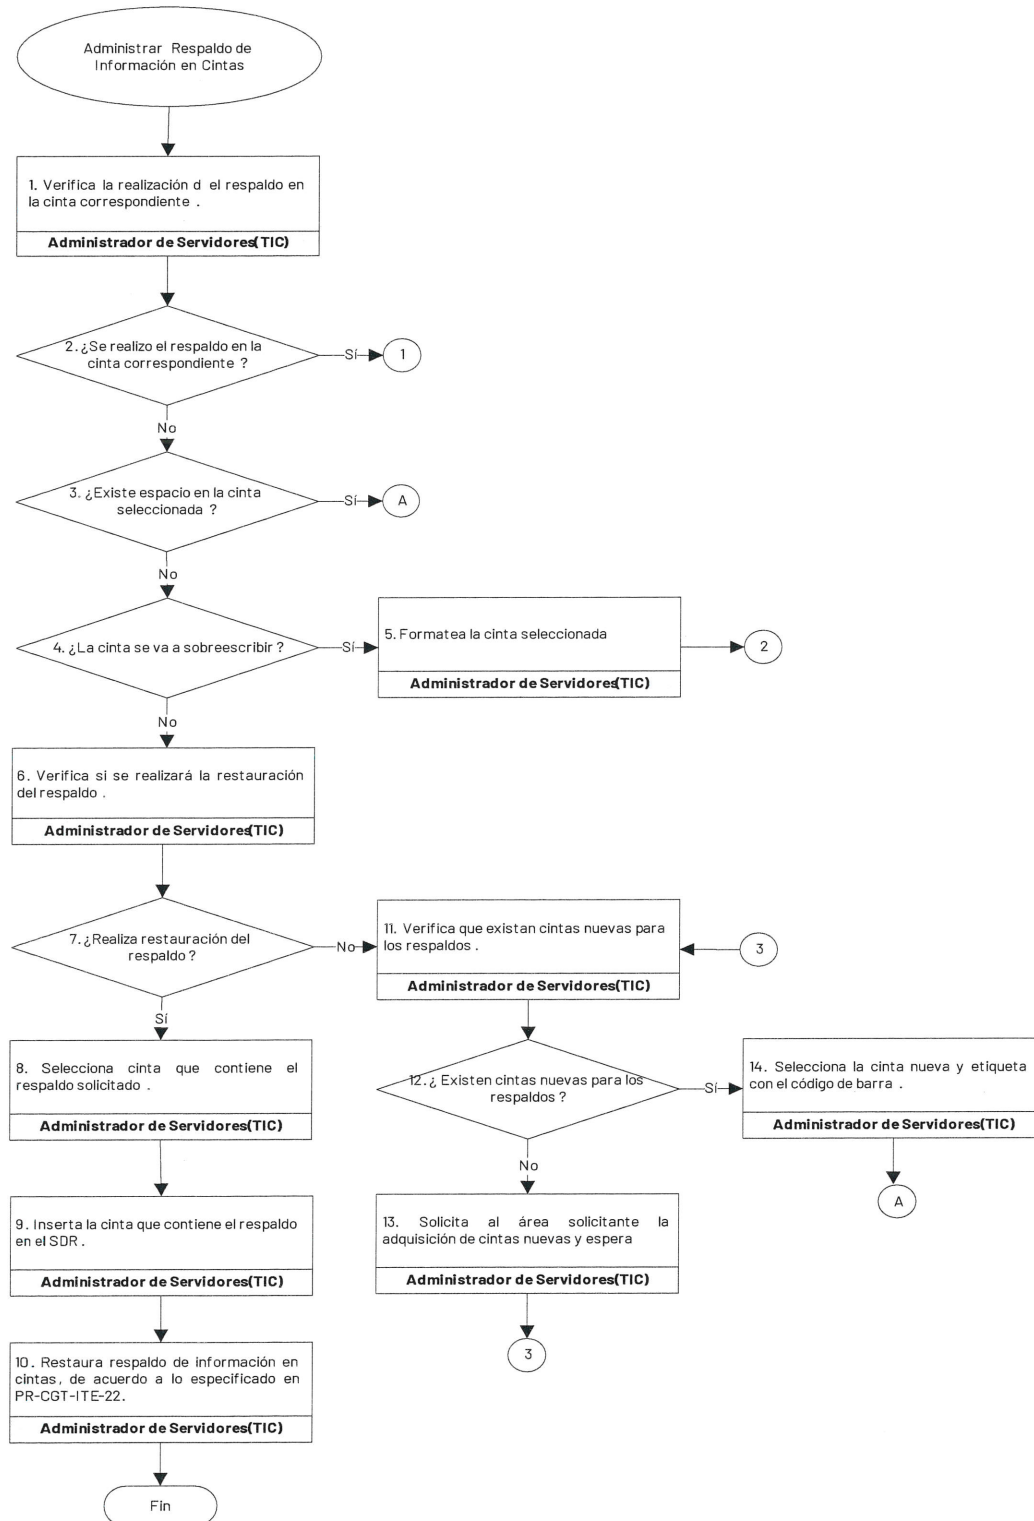 Administrar Respaldo de
Información en Cintas
1. Verifica la realización d el respaldo en
la cinta correspondiente .
Administrador de Servidores(TIC)
2. ¿Se realizo el respaldo en la
cinta correspondiente ?
Sí
1
No
3. ¿Existe espacio en la cinta
seleccionada ?
Sí
A
No
4. ¿La cinta se va a sobreescribir ?
Sí
5. Formatea la cinta seleccionada
Administrador de Servidores(TIC)
2
No
6. Verifica si se realizará la restauración
del respaldo .
Administrador de Servidores(TIC)
7. ¿Realiza restauración del
respaldo ?
No
11. Verifica que existan cintas nuevas para
los respaldos .
Administrador de Servidores(TIC)
3
Sí
8. Selecciona cinta que contiene el
respaldo solicitado .
Administrador de Servidores(TIC)
12. ¿ Existen cintas nuevas para los
respaldos ?
Sí
14. Selecciona la cinta nueva y etiqueta
con el código de barra .
Administrador de Servidores(TIC)
A
No
9. Inserta la cinta que contiene el respaldo
en el SDR .
Administrador de Servidores(TIC)
13. Solicita al área solicitante la
adquisición de cintas nuevas y espera
Administrador de Servidores(TIC)
3
10. Restaura respaldo de información en
cintas, de acuerdo a lo especificado en
PR-CGT-ITE-22.
Administrador de Servidores(TIC)
Fin